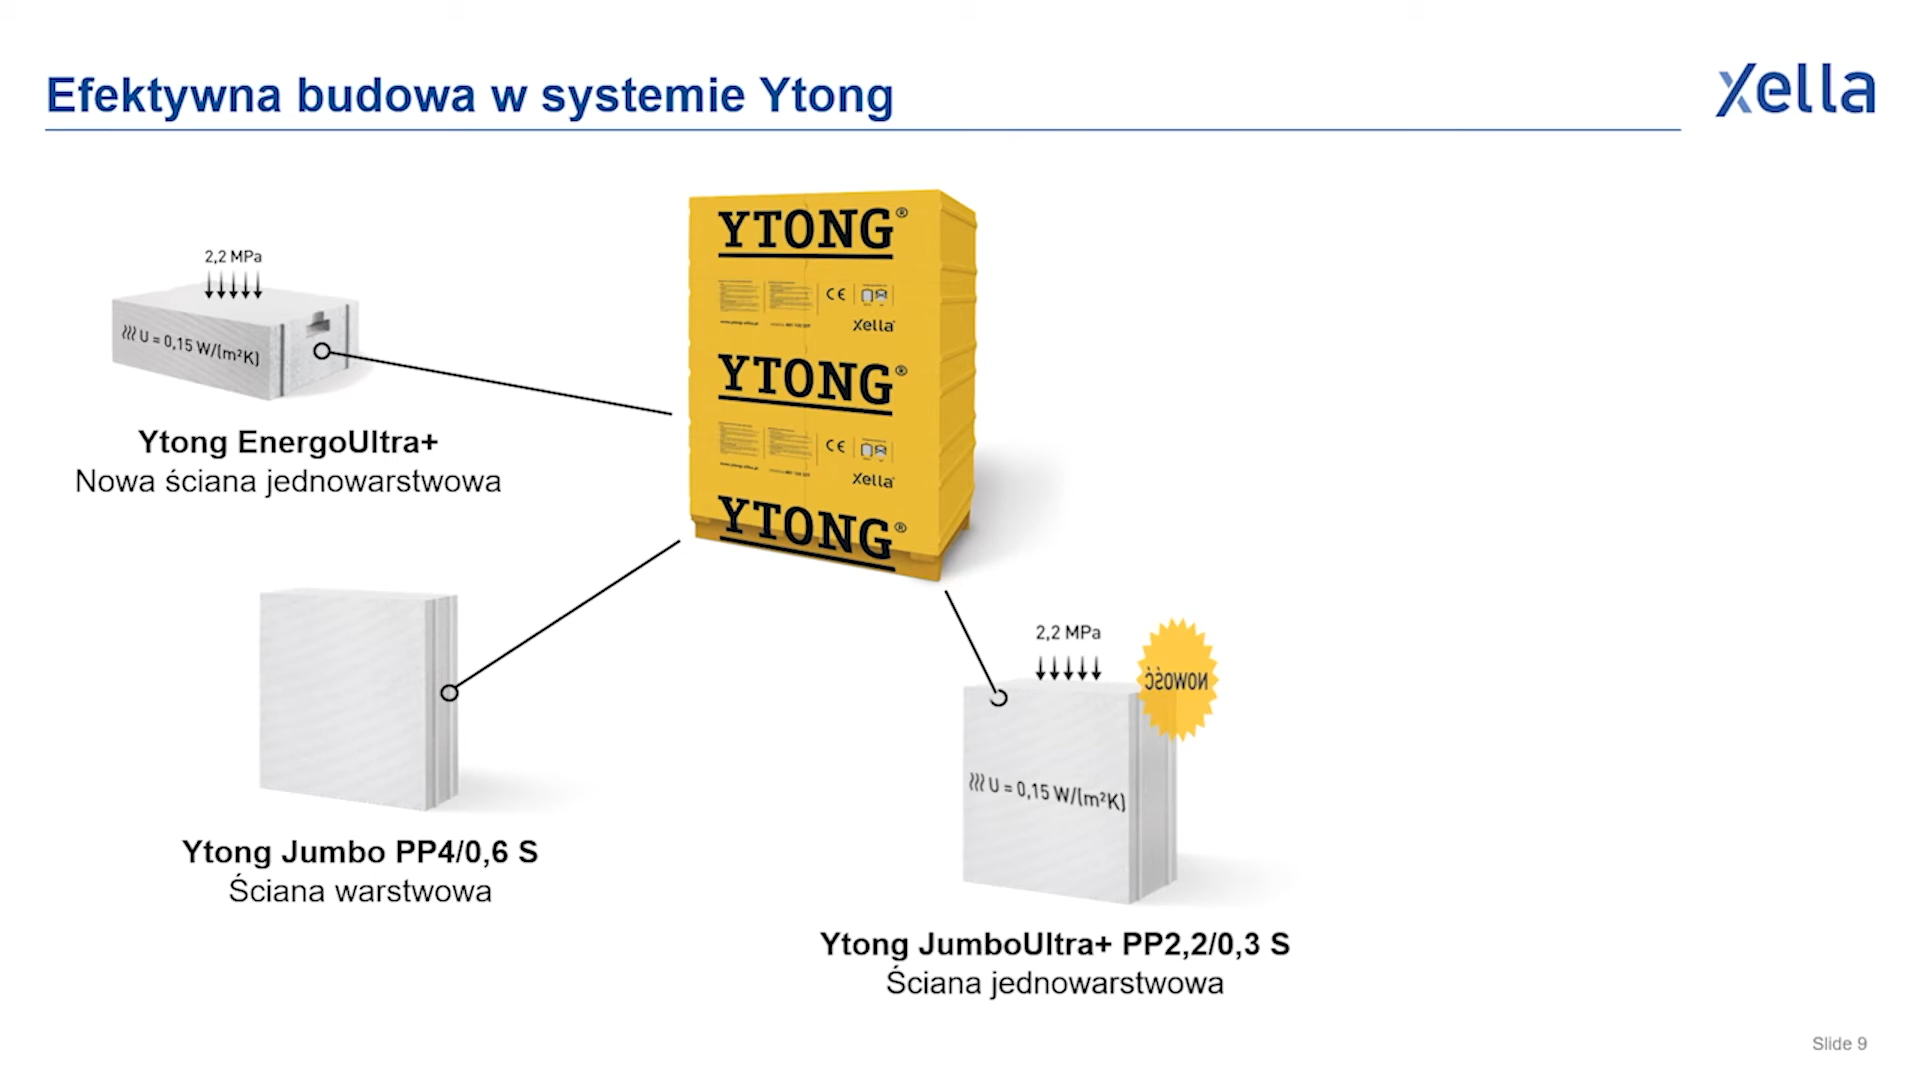 Efektywna budowa w systemie Ytong
Xella
YTONG®
CE
Xella
YTONG®
CE
Xella
YTONG®
2,2 MPa
U = 0,15 W/(m²K)
Ytong EnergoUltra+
Nowa ściana jednowarstwowa
Ytong Jumbo PP4/0,6 S
Ściana warstwowa
2,2 MPa
NOWOŚĆ
U = 0,15 W/(m²K)
Ytong JumboUltra+ PP2,2/0,3 S
Ściana jednowarstwowa
Slide 9